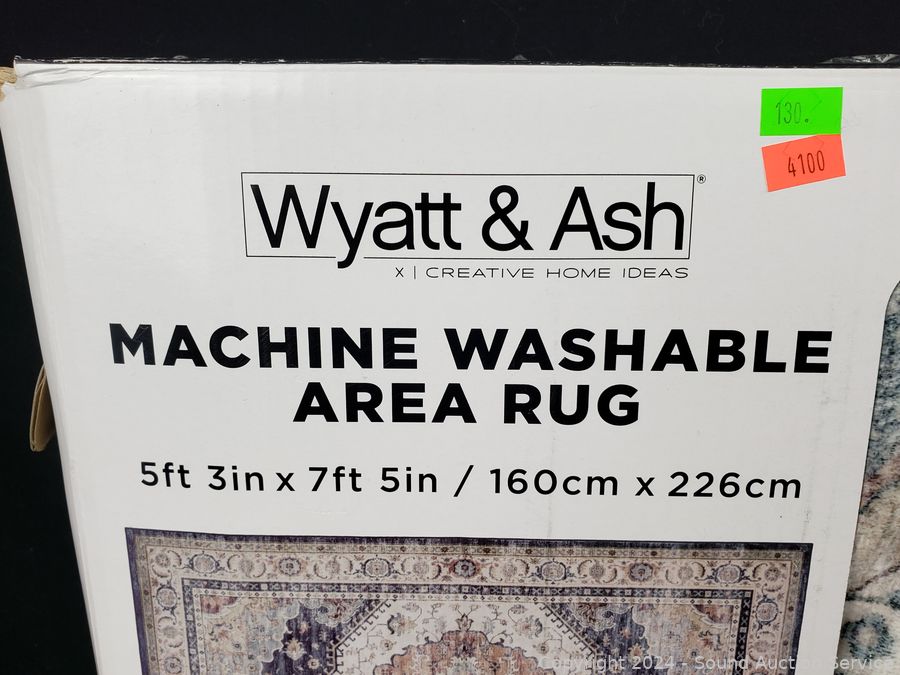 130.
4100
Wyatt & Ash®
X | CREATIVE HOME IDEAS
MACHINE WASHABLE
AREA RUG
5ft 3in x 7ft 5in / 160cm x 226cm
Copyright 2024 - Sound Auction Service